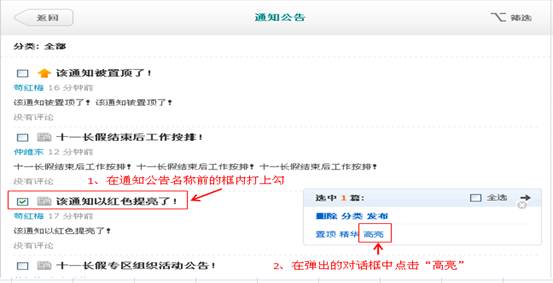 返回 通知公告 筛选
分类：全部
该通知被置顶了！
荀红梅 16 分钟前
该通知被置顶了！该通知被置顶了！
没有评论
十一长假结束后工作按排！
仲维东 12 分钟前
十一长假结束后工作按排！十一长假结束后工作按排！十一长假结束后工作按排！
没有评论
1、在通知公告名称前的框内打上勾
该通知以红色提亮了！
荀红梅 17 分钟前
该通知以红色提亮了！
没有评论
选中 1 篇： 全选
删除 分类 发布
置顶 精华 高亮
2、在弹出的对话框中点击“高亮”
十一长假专区组织活动公告！